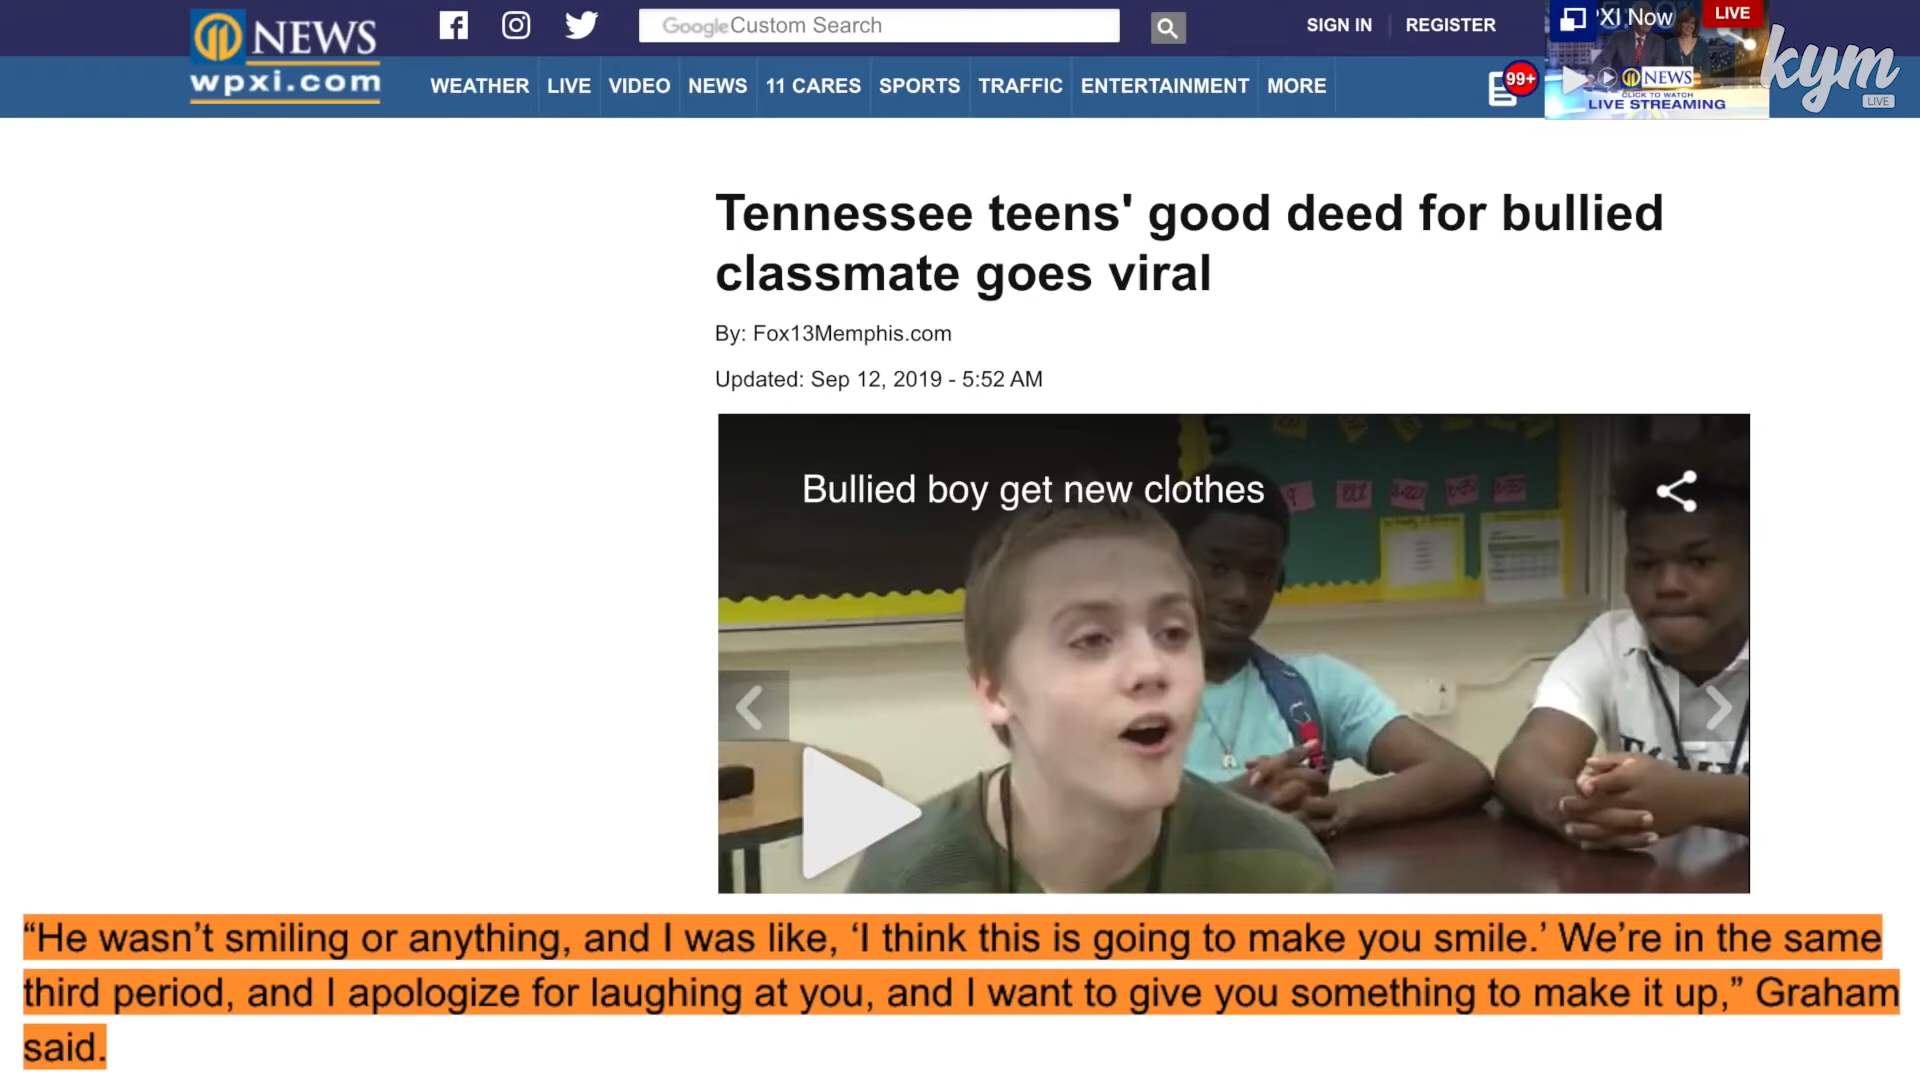 NEWS
wpxi.com
Google Custom Search
SIGN IN
REGISTER
WEATHER
LIVE
VIDEO
NEWS
11 CARES
SPORTS
TRAFFIC
ENTERTAINMENT
MORE
99+
PXI Now
LIVE
NEWS
CLICK TO WATCH
LIVE STREAMING
kym
LIVE
Tennessee teens' good deed for bullied
classmate goes viral
By: Fox13Memphis.com
Updated: Sep 12, 2019 - 5:52 AM
Bullied boy get new clothes
“He wasn’t smiling or anything, and I was like, ‘I think this is going to make you smile.’ We’re in the same
third period, and I apologize for laughing at you, and I want to give you something to make it up,” Graham
said.